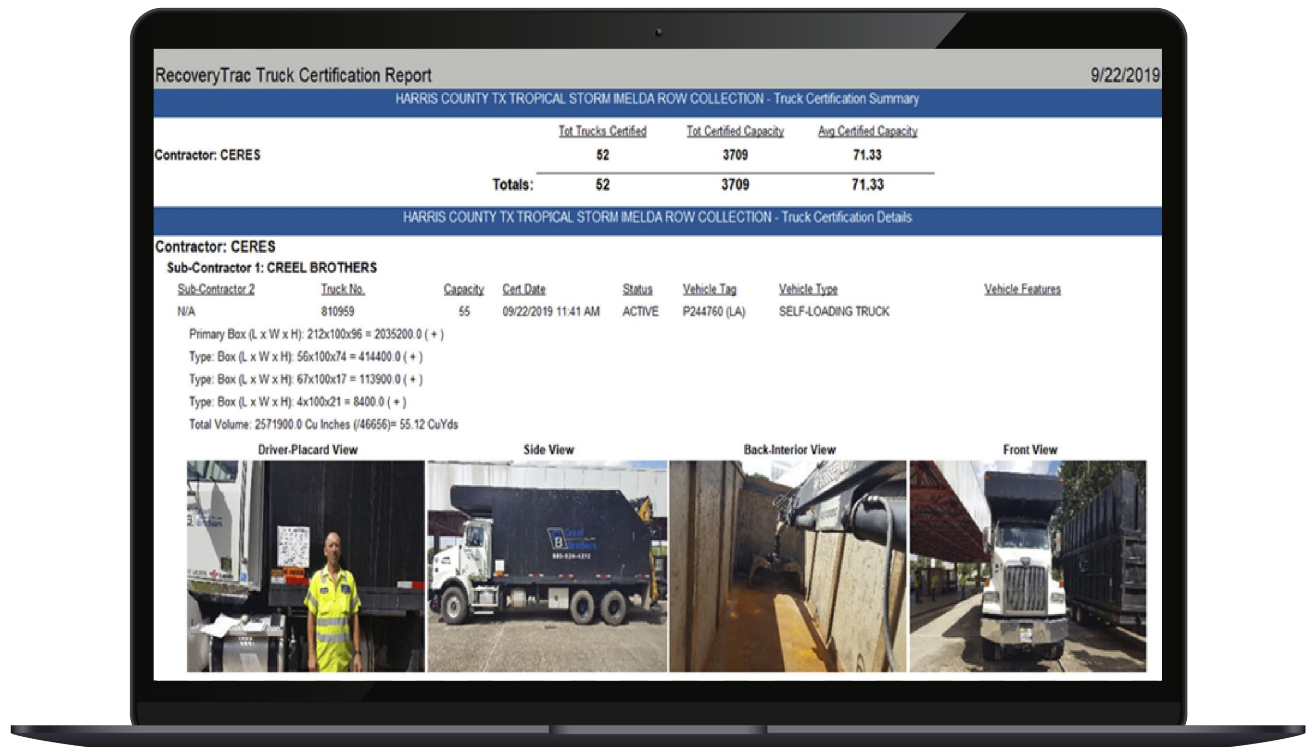 RecoveryTrac Truck Certification Report 9/22/2019
HARRIS COUNTY TX TROPICAL STORM IMELDA ROW COLLECTION - Truck Certification Summary
Tot Trucks Certified Tot Certified Capacity Avg Certified Capacity
Contractor: CERES 52 3709 71.33
Totals: 52 3709 71.33
HARRIS COUNTY TX TROPICAL STORM IMELDA ROW COLLECTION - Truck Certification Details
Contractor: CERES
Sub-Contractor 1: CREEL BROTHERS
Sub-Contractor 2 Truck No. Capacity Cert Date Status Vehicle Tag Vehicle Type Vehicle Features
N/A 810959 55 09/22/2019 11:41 AM ACTIVE P244760 (LA) SELF-LOADING TRUCK
Primary Box (L x W x H): 212x100x96 = 2035200.0 ( + )
Type: Box (L x W x H): 56x100x74 = 414400.0 ( + )
Type: Box (L x W x H): 67x100x17 = 113900.0 ( + )
Type: Box (L x W x H): 4x100x21 = 8400.0 ( + )
Total Volume: 2571900.0 Cu Inches (/46656)= 55.12 CuYds
Driver-Placard View Side View Back-Interior View Front View
Creel
B Brothers